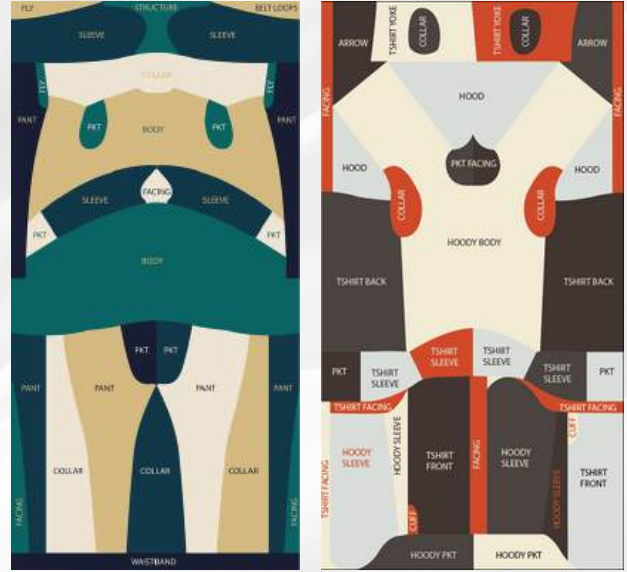 FLY
STRUCTURE
BELT LOOPS
SLEEVE
SLEEVE
COLLAR
FLY
FLY
PANT
PKT
BODY
PKT
PANT
FACING
SLEEVE
SLEEVE
PKT
PKT
BODY
PKT
PKT
PANT
PANT
PANT
PANT
COLLAR
COLLAR
COLLAR
FACING
FACING
WAISTBAND
ARROW
TSHIRT YOKE
COLLAR
TSHIRT YOKE
COLLAR
ARROW
FACING
FACING
HOOD
PKT FACING
HOOD
HOOD
COLLAR
COLLAR
HOODY BODY
TSHIRT BACK
TSHIRT BACK
PKT
TSHIRT
SLEEVE
TSHIRT
SLEEVE
TSHIRT
SLEEVE
TSHIRT
SLEEVE
PKT
TSHIRT FACING
TSHIRT FACING
TSHIRT FACING
HOODY
SLEEVE
HOODY SLEEVE
CUFF
TSHIRT
FRONT
FACING
HOODY
SLEEVE
HOODY SLEEVE
CUFF
TSHIRT
FRONT
HOODY PKT
HOODY PKT